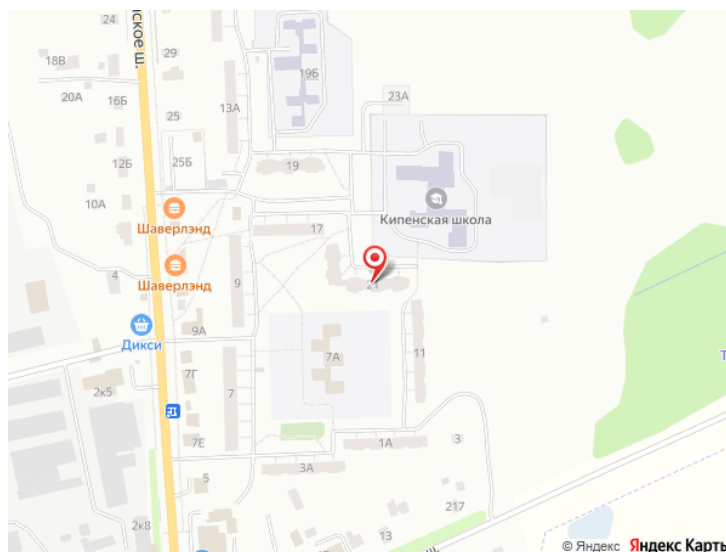 24
ское ш.
29
18В
19Б
20А
16Б
13А
23А
25
12Б
25Б
19
10А
Кипенская школа
Шаверлэнд
17
4
Шаверлэнд
9
21
9А
Дикси
7А
11
7Г
2к5
7
7Е
1А
3
3А
5
217
2к8
13
© Яндекс Яндекс Карты